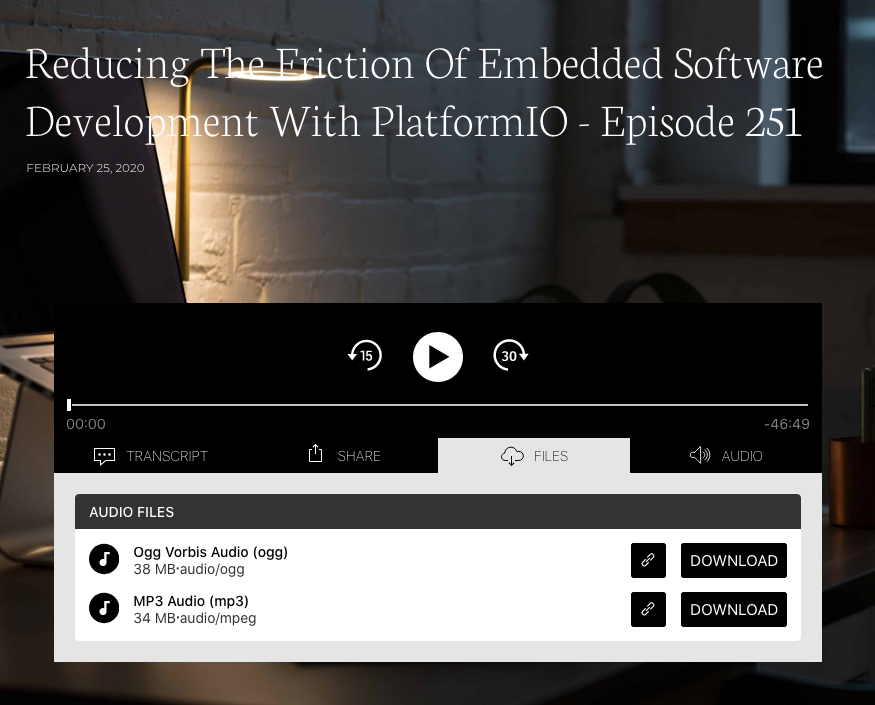 Reducing The Friction Of Embedded Software
Development With PlatformIO - Episode 251
FEBRUARY 25, 2020
15
30
00:00
-46:49
TRANSCRIPT
SHARE
FILES
AUDIO
AUDIO FILES
Ogg Vorbis Audio (ogg)
38 MB·audio/ogg
DOWNLOAD
MP3 Audio (mp3)
34 MB·audio/mpeg
DOWNLOAD